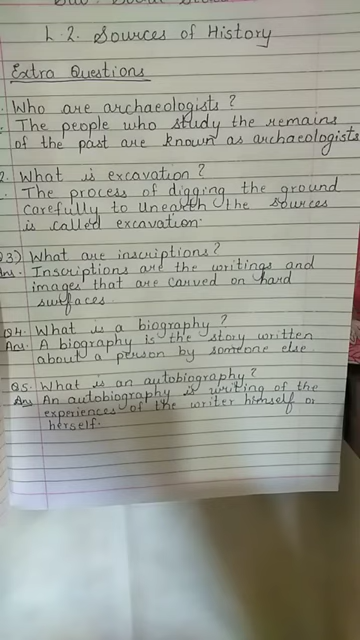 L.2. Sources of History
Extra Questions
Who are archaeologists?
The people who study the remains
of the past are known as archaeologists
2. What is excavation?
The process of digging the ground
carefully to unearth the sources
is called excavation.
Q3) What are inscriptions?
Ans. Inscriptions are the writings and
images that are carved on hard
surfaces.
Q4. What is a biography?
Ans. A biography is the story written
about a person by someone else.
Q5. What is an autobiography?
Ans An autobiography is writing of the
experiences of the writer himself or
herself.